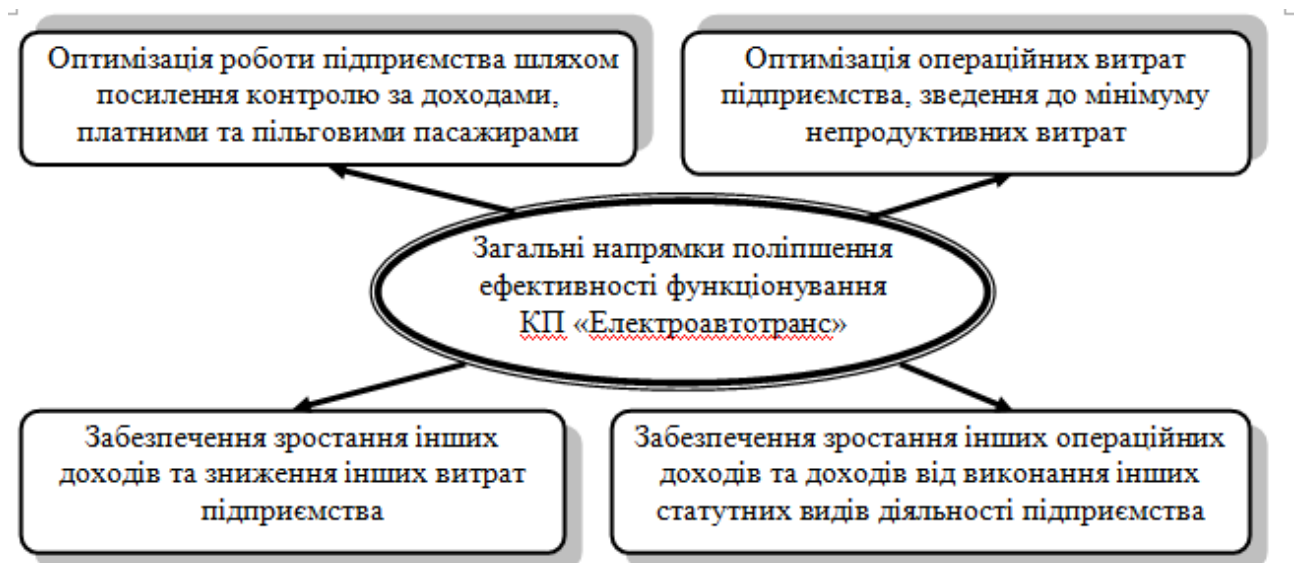 Оптимізація роботи підприємства шляхом
посилення контролю за доходами,
платними та пільговими пасажирами
Оптимізація операційних витрат
підприємства, зведення до мінімуму
непродуктивних витрат
Загальні напрямки поліпшення
ефективності функціонування
КП «Електроавтотранс»
Забезпечення зростання інших
доходів та зниження інших витрат
підприємства
Забезпечення зростання інших операційних
доходів та доходів від виконання інших
статутних видів діяльності підприємства